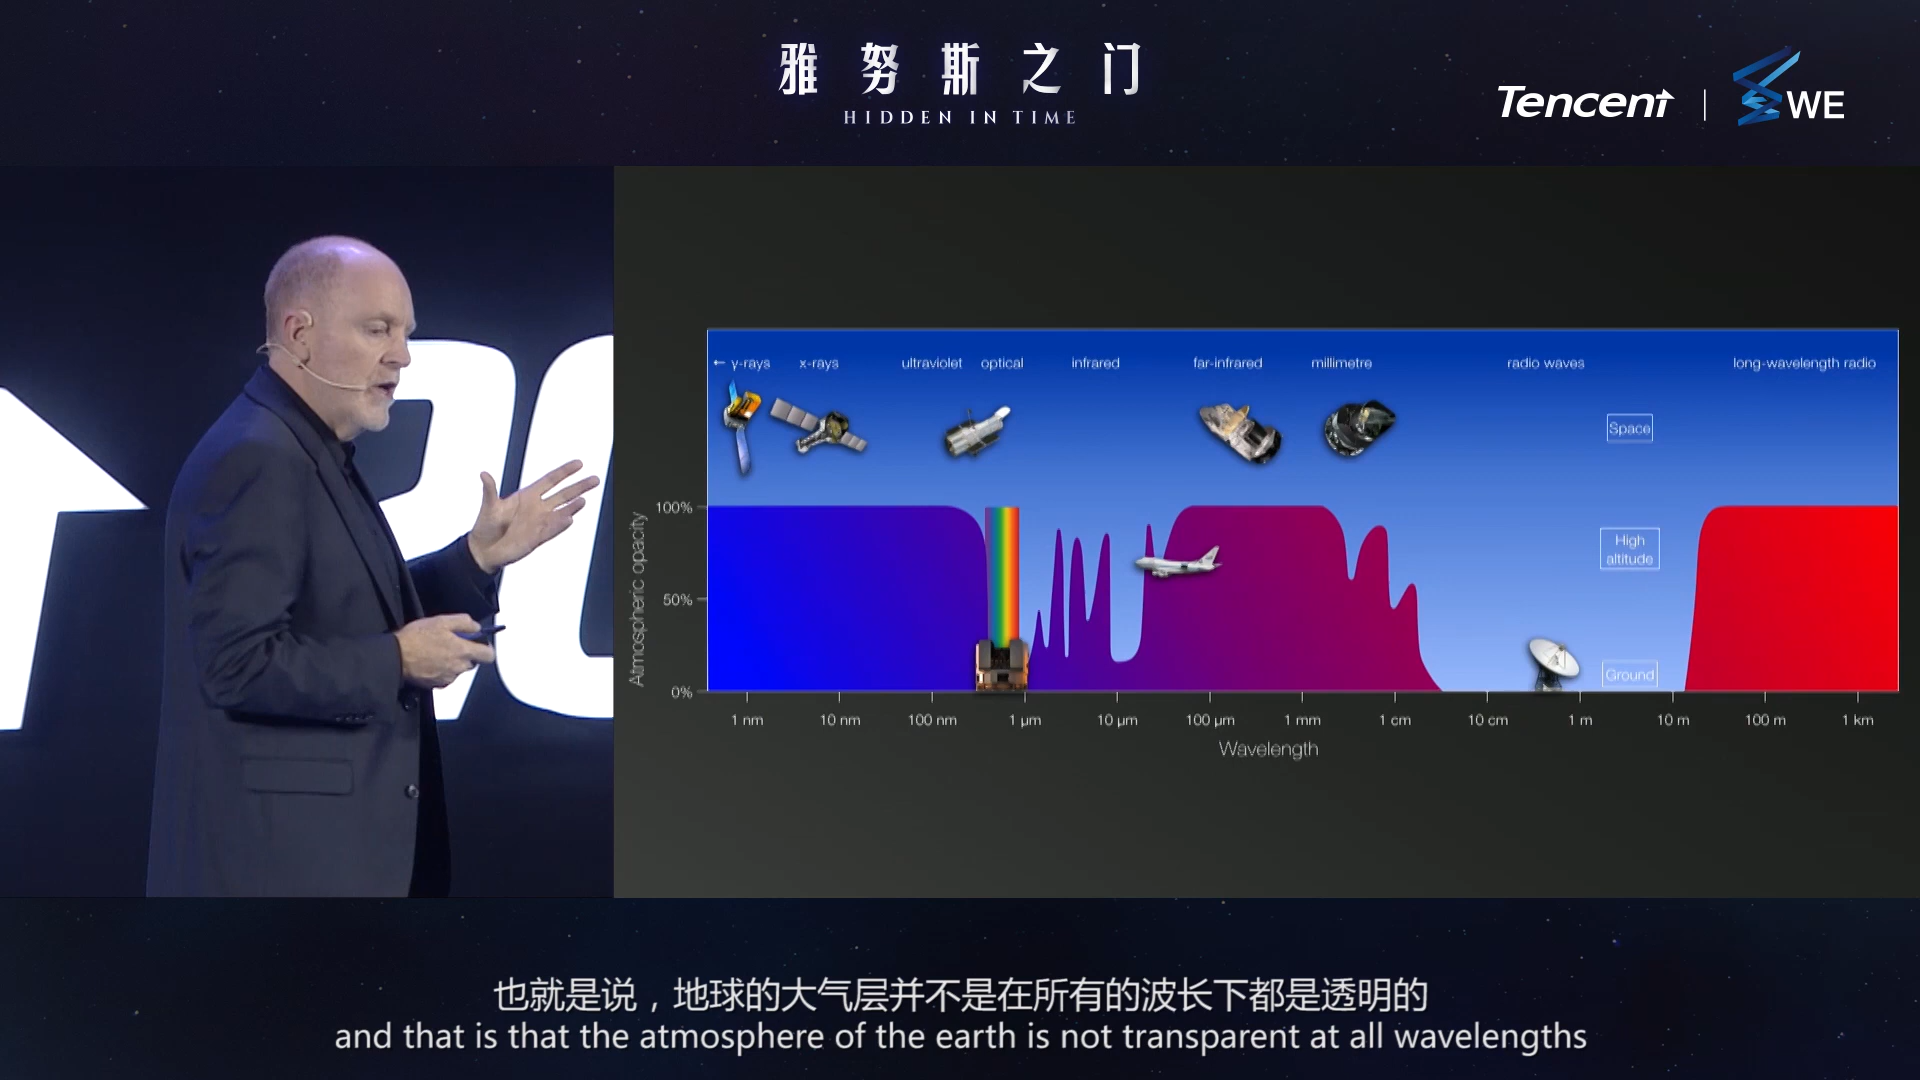 雅努斯之门
HIDDEN IN TIME
Tencent | WE
← γ-rays x-rays ultraviolet optical infrared far-infrared millimetre radio waves long-wavelength radio
Space
100%
High
altitude
50%
Ground
0%
Atmospheric opacity
1 nm 10 nm 100 nm 1 µm 10 µm 100 µm 1 mm 1 cm 10 cm 1 m 10 m 100 m 1 km
Wavelength
也就是说，地球的大气层并不是在所有的波长下都是透明的
and that is that the atmosphere of the earth is not transparent at all wavelengths